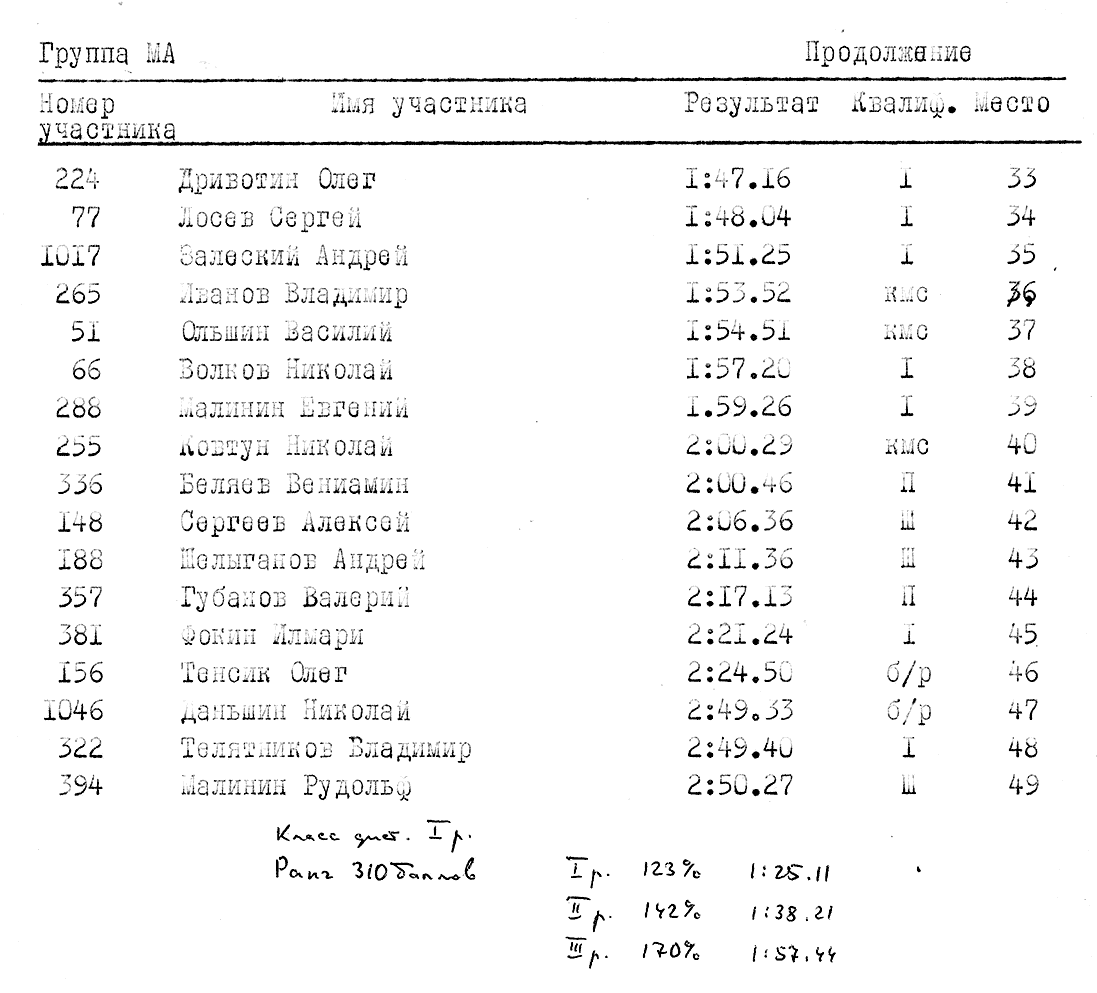 Группа МА Продолжение
Номер участника Имя участника Результат Квалиф. Место
224 Дривотин Олег I:47.I6 I 33
77 Лосев Сергей I:48.04 I 34
I0I7 Залеский Андрей I:5I.25 I 35
265 Иванов Владимир I:53.52 кмс 36
5I Ольшин Василий I:54.5I кмс 37
66 Волков Николай I:57.20 I 38
288 Малинин Евгений I.59.26 I 39
255 Ковтун Николай 2:00.29 кмс 40
336 Беляев Вениамин 2:00.46 П 4I
I48 Сергеев Алексей 2:06.36 Ш 42
I88 Шелыганов Андрей 2:II.36 Ш 43
357 Губанов Валерий 2:I7.I3 П 44
38I Фокин Илмари 2:2I.24 I 45
I56 Тенсик Олег 2:24.50 б/р 46
I046 Даньшин Николай 2:49.33 б/р 47
322 Телятников Владимир 2:49.40 I 48
394 Малинин Рудольф 2:50.27 Ш 49
Класс дист. I р.
Ранг 310 баллов I р. 123% 1:25.11
II р. 142% 1:38.21
III р. 170% 1:57.44